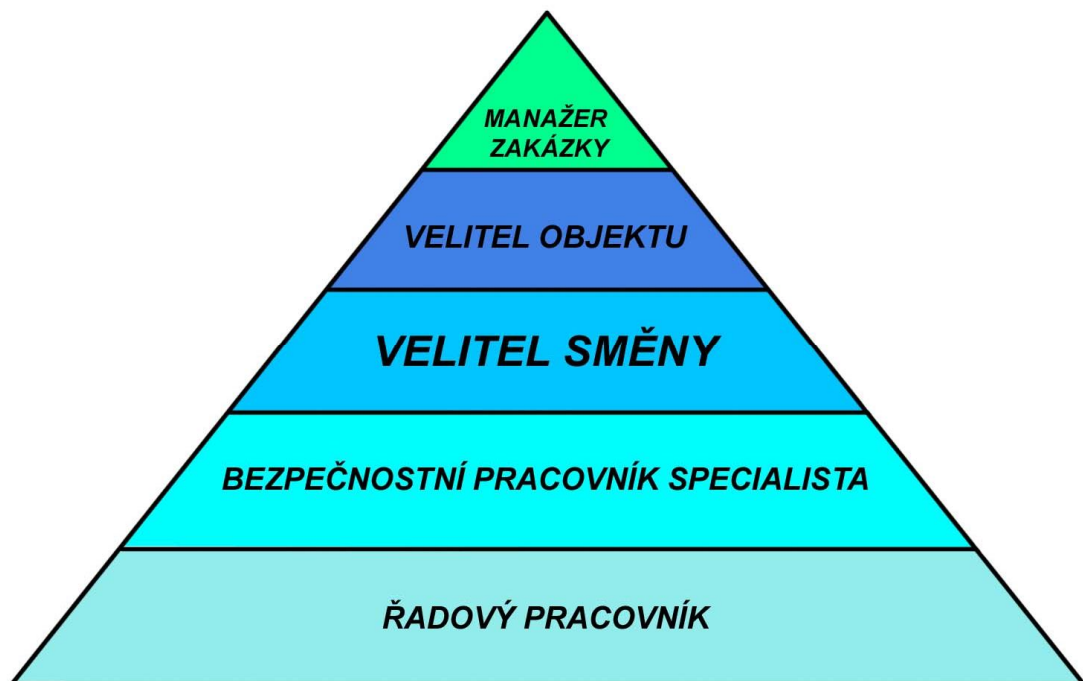 MANAŽER
ZAKÁZKY
VELITEL OBJEKTU
VELITEL SMĚNY
BEZPEČNOSTNÍ PRACOVNÍK SPECIALISTA
ŘADOVÝ PRACOVNÍK